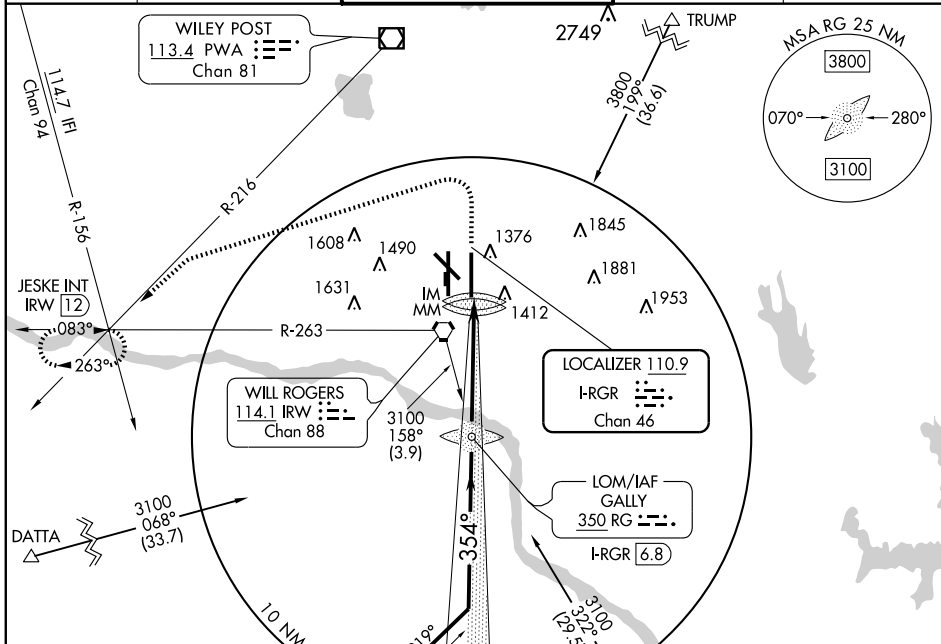 WILEY POST
113.4 PWA
Chan 81
2749
TRUMP
MSA RG 25 NM
3800
070°
280°
3100
114.7 IFI
Chan 94
3800
199°
(36.6)
R-216
R-156
1608
1490
1376
1845
1631
1881
1412
1953
IM
MM
JESKE INT
IRW 12
083°
263°
R-263
LOCALIZER 110.9
I-RGR
Chan 46
WILL ROGERS
114.1 IRW
Chan 88
3100
158°
(3.9)
LOM/IAF
GALLY
350 RG
I-RGR 6.8
3100
068°
(33.7)
DATTA
354°
3100
322°
10 NM